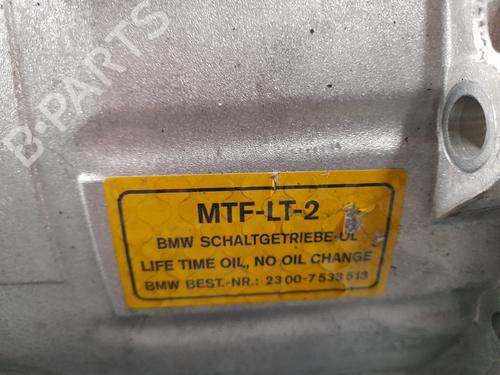 B-PARTS
MTF-LT-2
BMW SCHALTGETRIEBE-ÖL
LIFE TIME OIL, NO OIL CHANGE
BMW BEST.-NR.: 23 00-7 533 513